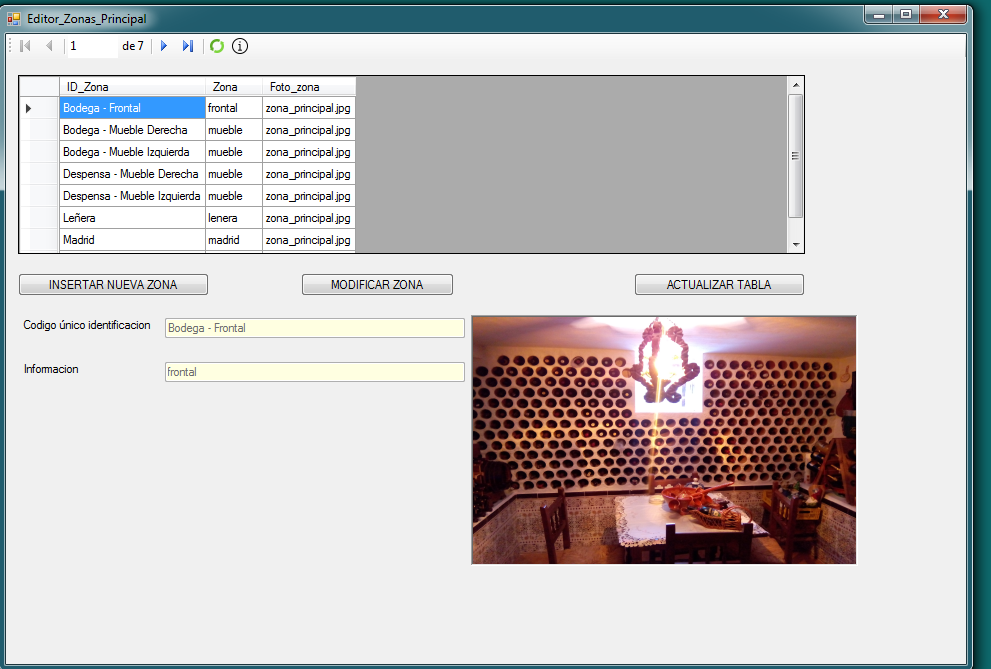 Editor_Zonas_Principal
1 de 7
ID_Zona Zona Foto_zona
Bodega - Frontal frontal zona_principal.jpg
Bodega - Mueble Derecha mueble zona_principal.jpg
Bodega - Mueble Izquierda mueble zona_principal.jpg
Despensa - Mueble Derecha mueble zona_principal.jpg
Despensa - Mueble Izquierda mueble zona_principal.jpg
Leñera lenera zona_principal.jpg
Madrid madrid zona_principal.jpg
INSERTAR NUEVA ZONA MODIFICAR ZONA ACTUALIZAR TABLA
Codigo único identificacion Bodega - Frontal
Informacion frontal